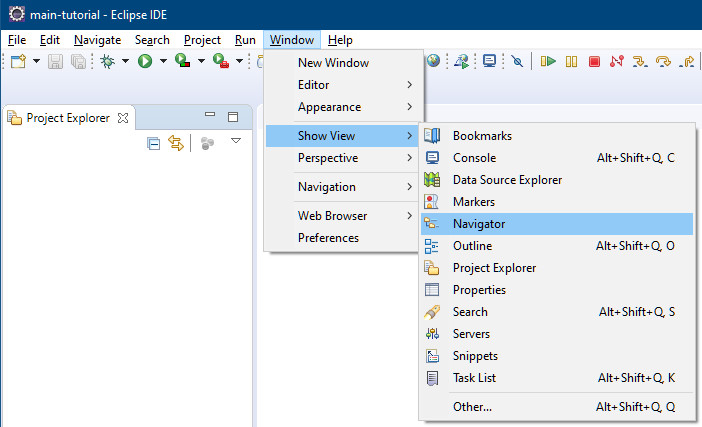 main-tutorial - Eclipse IDE
File Edit Navigate Search Project Run Window Help
Project Explorer
New Window
Editor
Appearance
Show View
Perspective
Navigation
Web Browser
Preferences
Bookmarks
Console Alt+Shift+Q, C
Data Source Explorer
Markers
Navigator
Outline Alt+Shift+Q, O
Project Explorer
Properties
Search Alt+Shift+Q, S
Servers
Snippets
Task List Alt+Shift+Q, K
Other... Alt+Shift+Q, Q